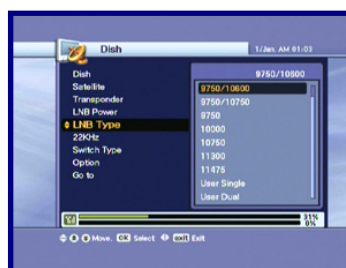 Dish
1/Jan. AM 01:03
Dish
9750/10600
Satellite
9750/10600
Transponder
9750/10750
LNB Power
9750
LNB Type
10000
22KHz
10750
Switch Type
11300
Option
11475
Go to
User Single
User Dual
31%
0%
Move, OK Select Exit Exit